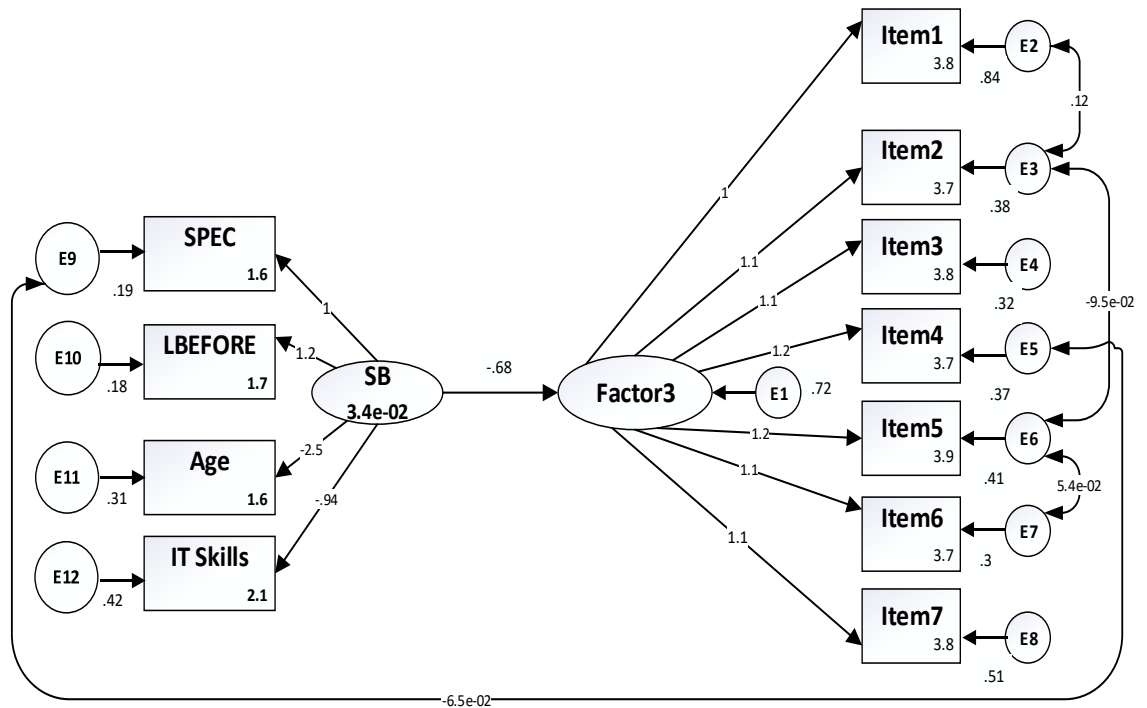 Item1
3.8
E2
.84
.12
Item2
3.7
E3
.38
1
SPEC
1.6
E9
.19
Item3
3.8
E4
.32
1.1
1.1
-9.5e-02
1
LBEFORE
1.7
E10
.18
1.2
Item4
3.7
E5
.37
1.2
SB
3.4e-02
-.68
Factor3
E1
.72
Item5
3.9
E6
.41
1.2
Age
1.6
E11
.31
-2.5
-.94
1.1
5.4e-02
Item6
3.7
E7
.3
1.1
IT Skills
2.1
E12
.42
Item7
3.8
E8
.51
-6.5e-02